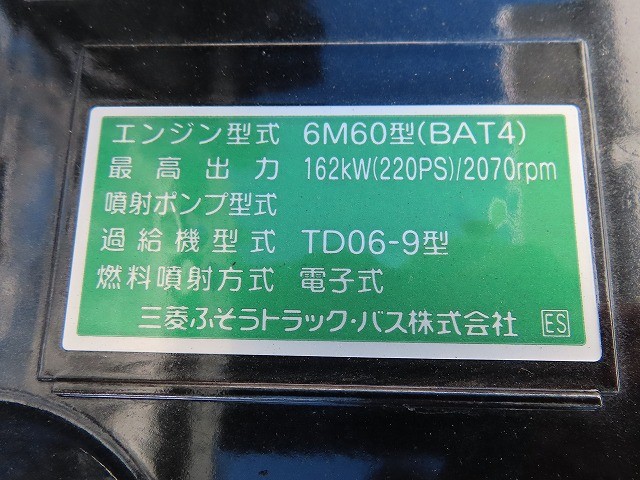 エンジン型式 6M60型(BAT4)
最高出力 162kW(220PS)/2070rpm
噴射ポンプ型式
過給機型式 TD06-9型
燃料噴射方式 電子式
三菱ふそうトラック・バス株式会社 ES